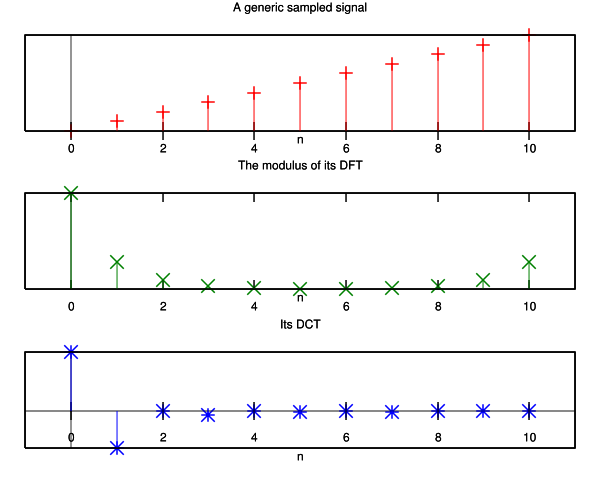 A generic sampled signal
0 2 4 6 8 10
n
The modulus of its DFT
0 2 4 6 8 10
n
Its DCT
0 2 4 6 8 10
n